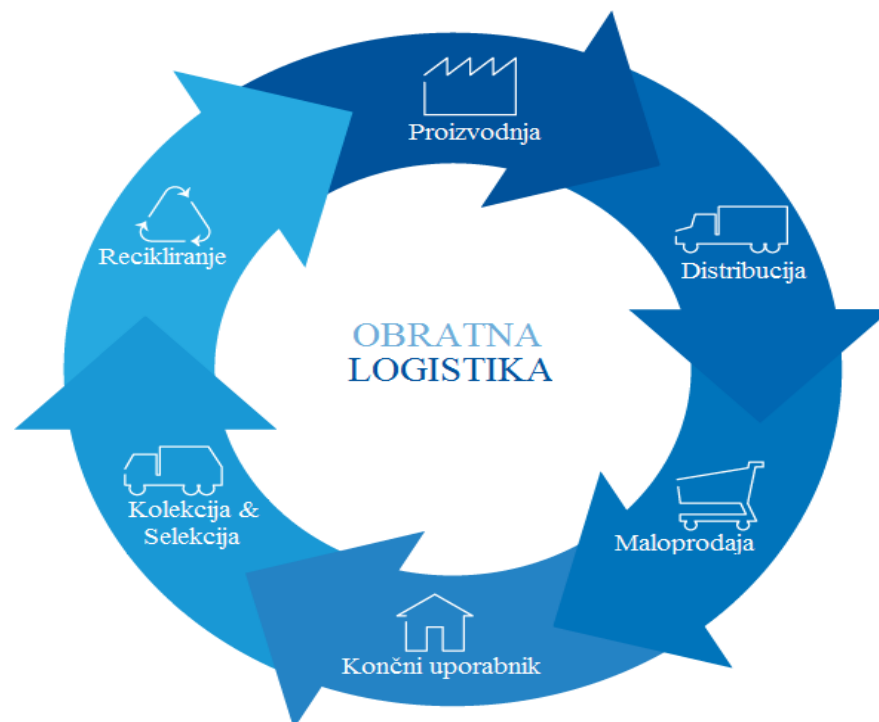 Proizvodnja
Distribucija
Maloprodaja
Končni uporabnik
Kolekcija &
Selekcija
Recikliranje
OBRATNA
LOGISTIKA